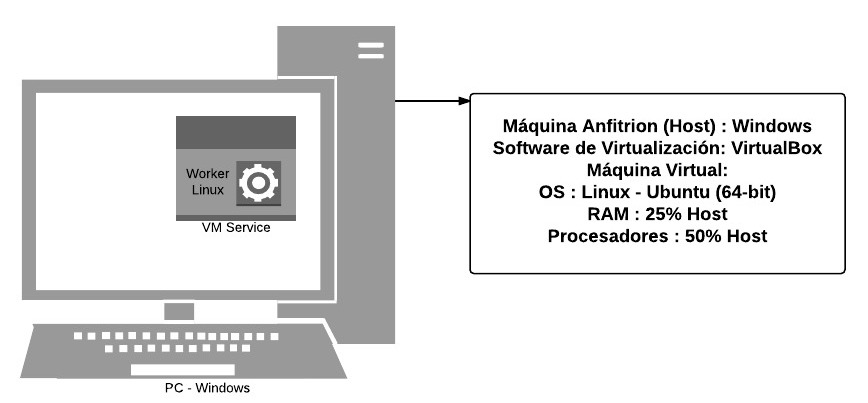 Worker
Linux
VM Service
PC - Windows
Máquina Anfitrion (Host) : Windows
Software de Virtualización: VirtualBox
Máquina Virtual:
OS : Linux - Ubuntu (64-bit)
RAM : 25% Host
Procesadores : 50% Host